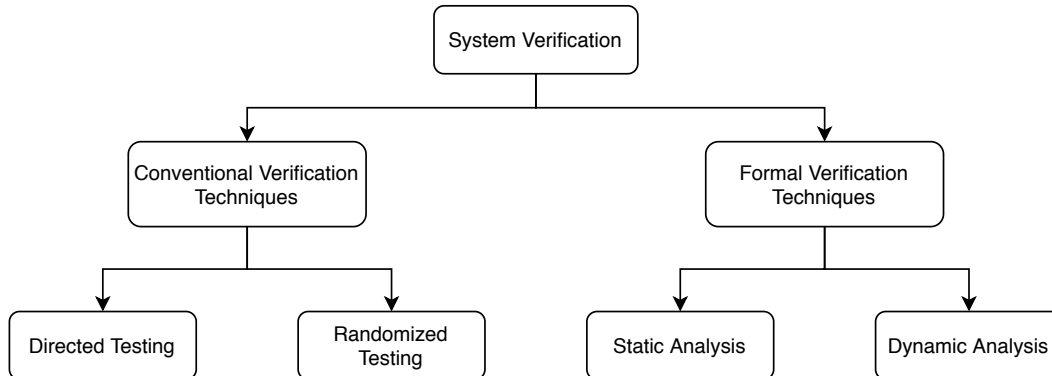 System Verification
Conventional Verification
Techniques
Formal Verification
Techniques
Directed Testing
Randomized
Testing
Static Analysis
Dynamic Analysis